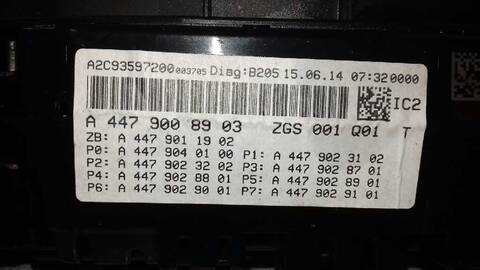 A2C93597200003705 Diag:B205 15.06.14 07:320000
IC2
A 447 900 89 03 ZGS 001 Q01 T
ZB: A 447 901 19 02
P0: A 447 904 01 00 P1: A 447 902 31 02
P2: A 447 902 32 02 P3: A 447 902 87 01
P4: A 447 902 88 01 P5: A 447 902 89 01
P6: A 447 902 90 01 P7: A 447 902 91 01